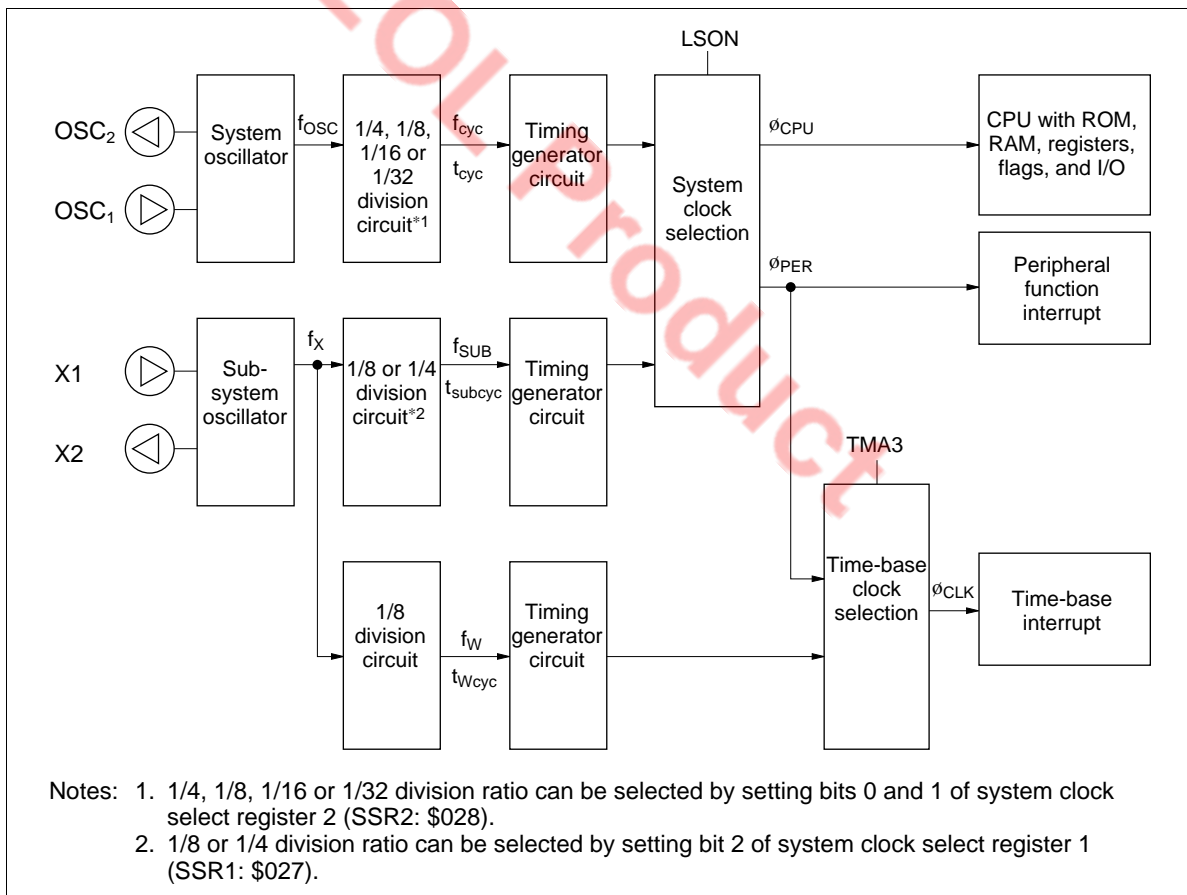 LSON
OSC2
OSC1
System
oscillator
fOSC
1/4, 1/8,
1/16 or
1/32
division
circuit*1
fcyc
tcyc
Timing
generator
circuit
System
clock
selection
øCPU
CPU with ROM,
RAM, registers,
flags, and I/O
øPER
Peripheral
function
interrupt
X1
X2
Sub-
system
oscillator
fX
1/8 or 1/4
division
circuit*2
fSUB
tsubcyc
Timing
generator
circuit
TMA3
1/8
division
circuit
fW
tWcyc
Timing
generator
circuit
Time-base
clock
selection
øCLK
Time-base
interrupt
Notes: 1. 1/4, 1/8, 1/16 or 1/32 division ratio can be selected by setting bits 0 and 1 of system clock
select register 2 (SSR2: $028).
2. 1/8 or 1/4 division ratio can be selected by setting bit 2 of system clock select register 1
(SSR1: $027).
OL Product